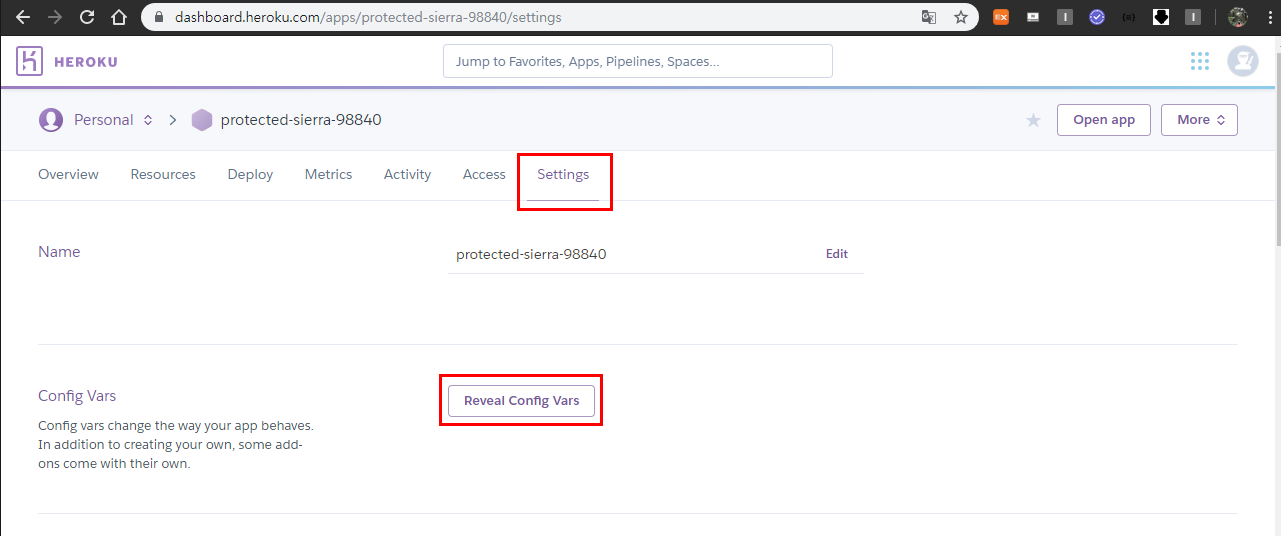 dashboard.heroku.com/apps/protected-sierra-98840/settings
HEROKU
Jump to Favorites, Apps, Pipelines, Spaces...
Personal
protected-sierra-98840
Open app
More
Overview
Resources
Deploy
Metrics
Activity
Access
Settings
Name
protected-sierra-98840
Edit
Config Vars
Config vars change the way your app behaves.
In addition to creating your own, some add-
ons come with their own.
Reveal Config Vars